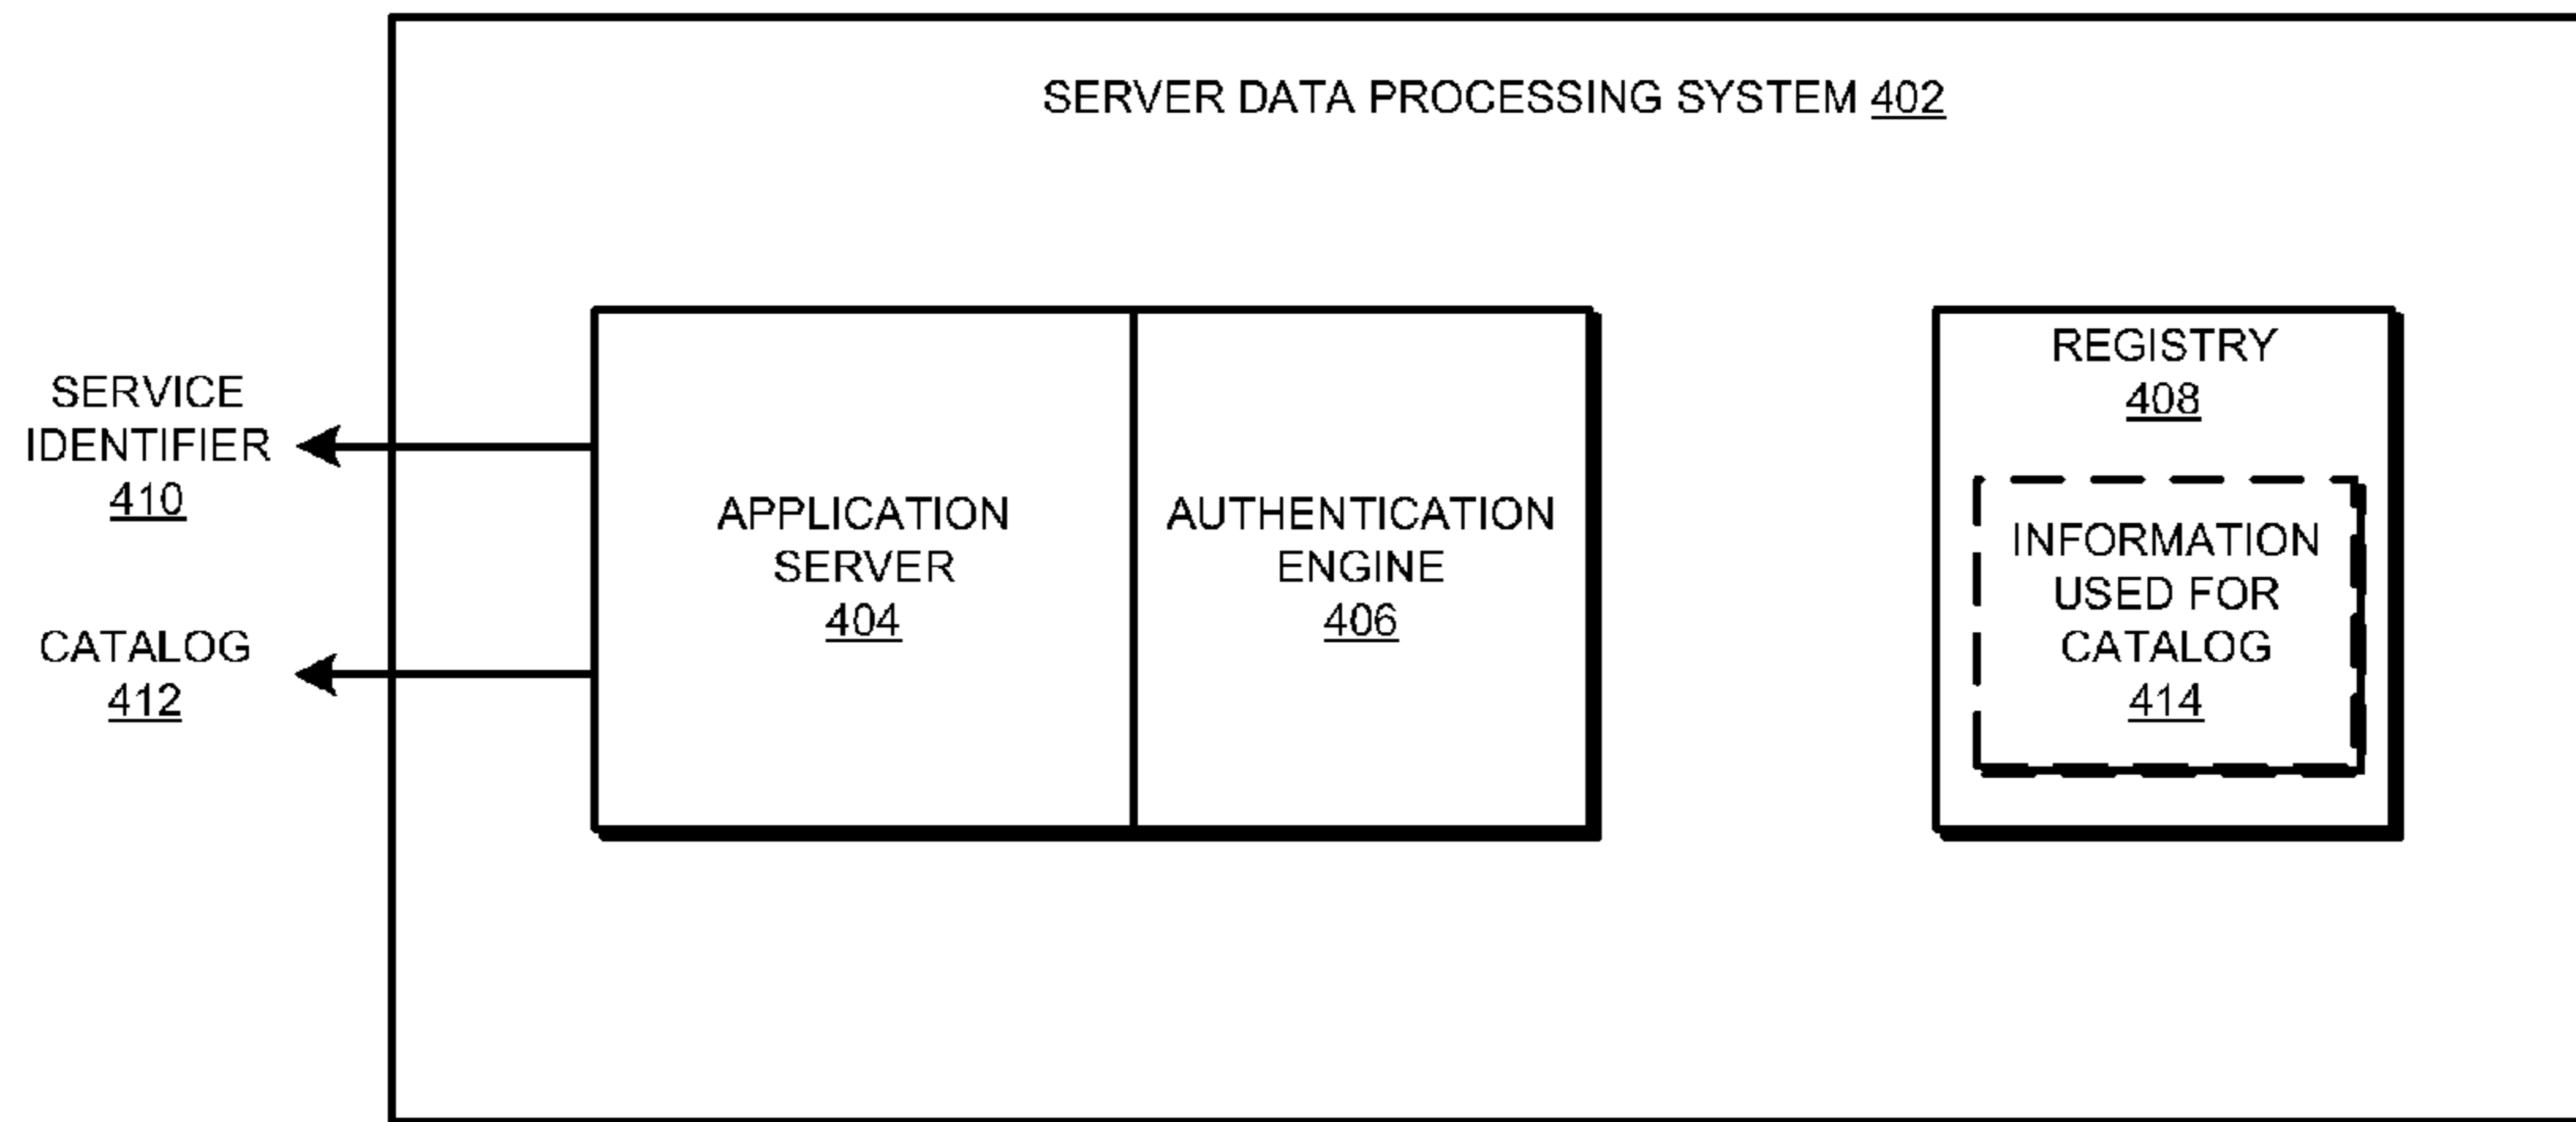 SERVER DATA PROCESSING SYSTEM 402
SERVICE
IDENTIFIER
410
CATALOG
412
APPLICATION
SERVER
404
AUTHENTICATION
ENGINE
406
REGISTRY
408
INFORMATION
USED FOR
CATALOG
414